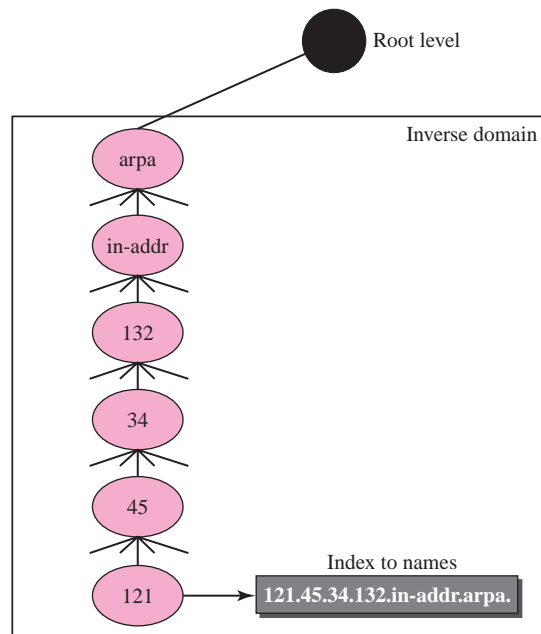 Root level
Inverse domain
arpa
in-addr
132
34
45
121
Index to names
121.45.34.132.in-addr.arpa.